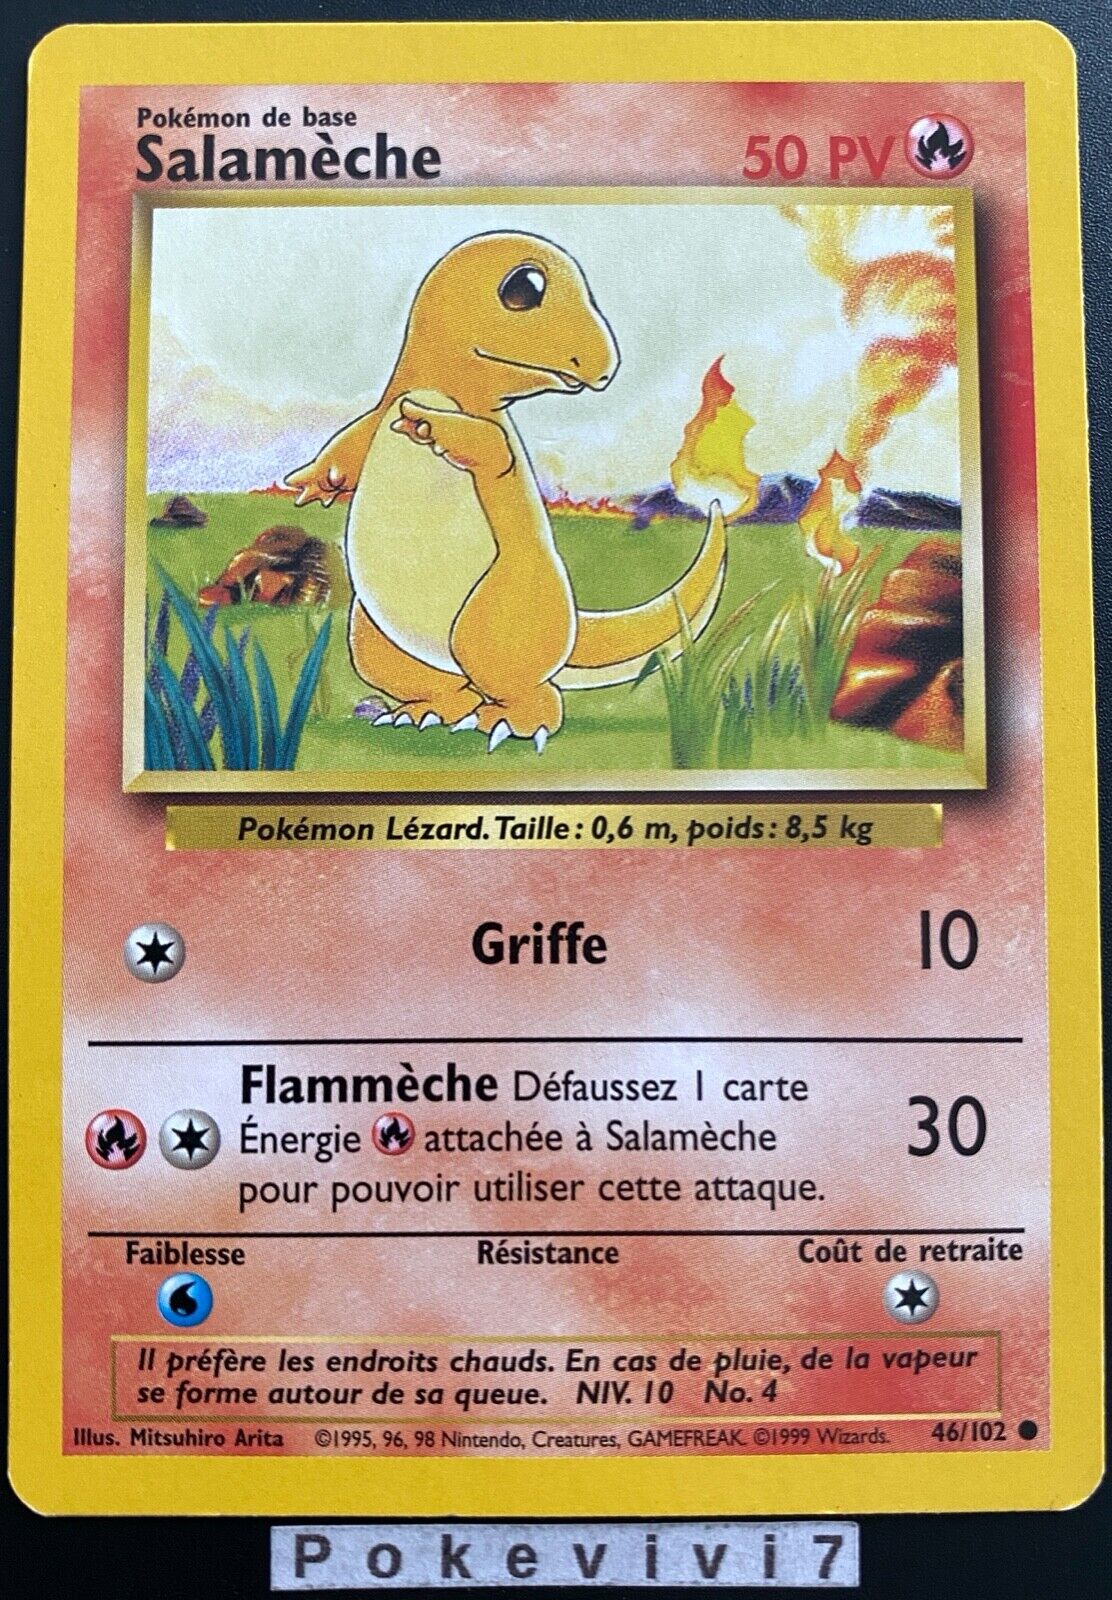 Pokémon de base
Salamèche
50 PV
Pokémon Lézard. Taille : 0,6 m, poids : 8,5 kg
Griffe
10
Flammèche Défaussez 1 carte
Énergie attachée à Salamèche
pour pouvoir utiliser cette attaque.
30
Faiblesse
Résistance
Coût de retraite
Il préfère les endroits chauds. En cas de pluie, de la vapeur
se forme autour de sa queue. NIV. 10 No. 4
Illus. Mitsuhiro Arita ©1995, 96, 98 Nintendo, Creatures, GAMEFREAK. ©1999 Wizards. 46/102
Pokevivi7